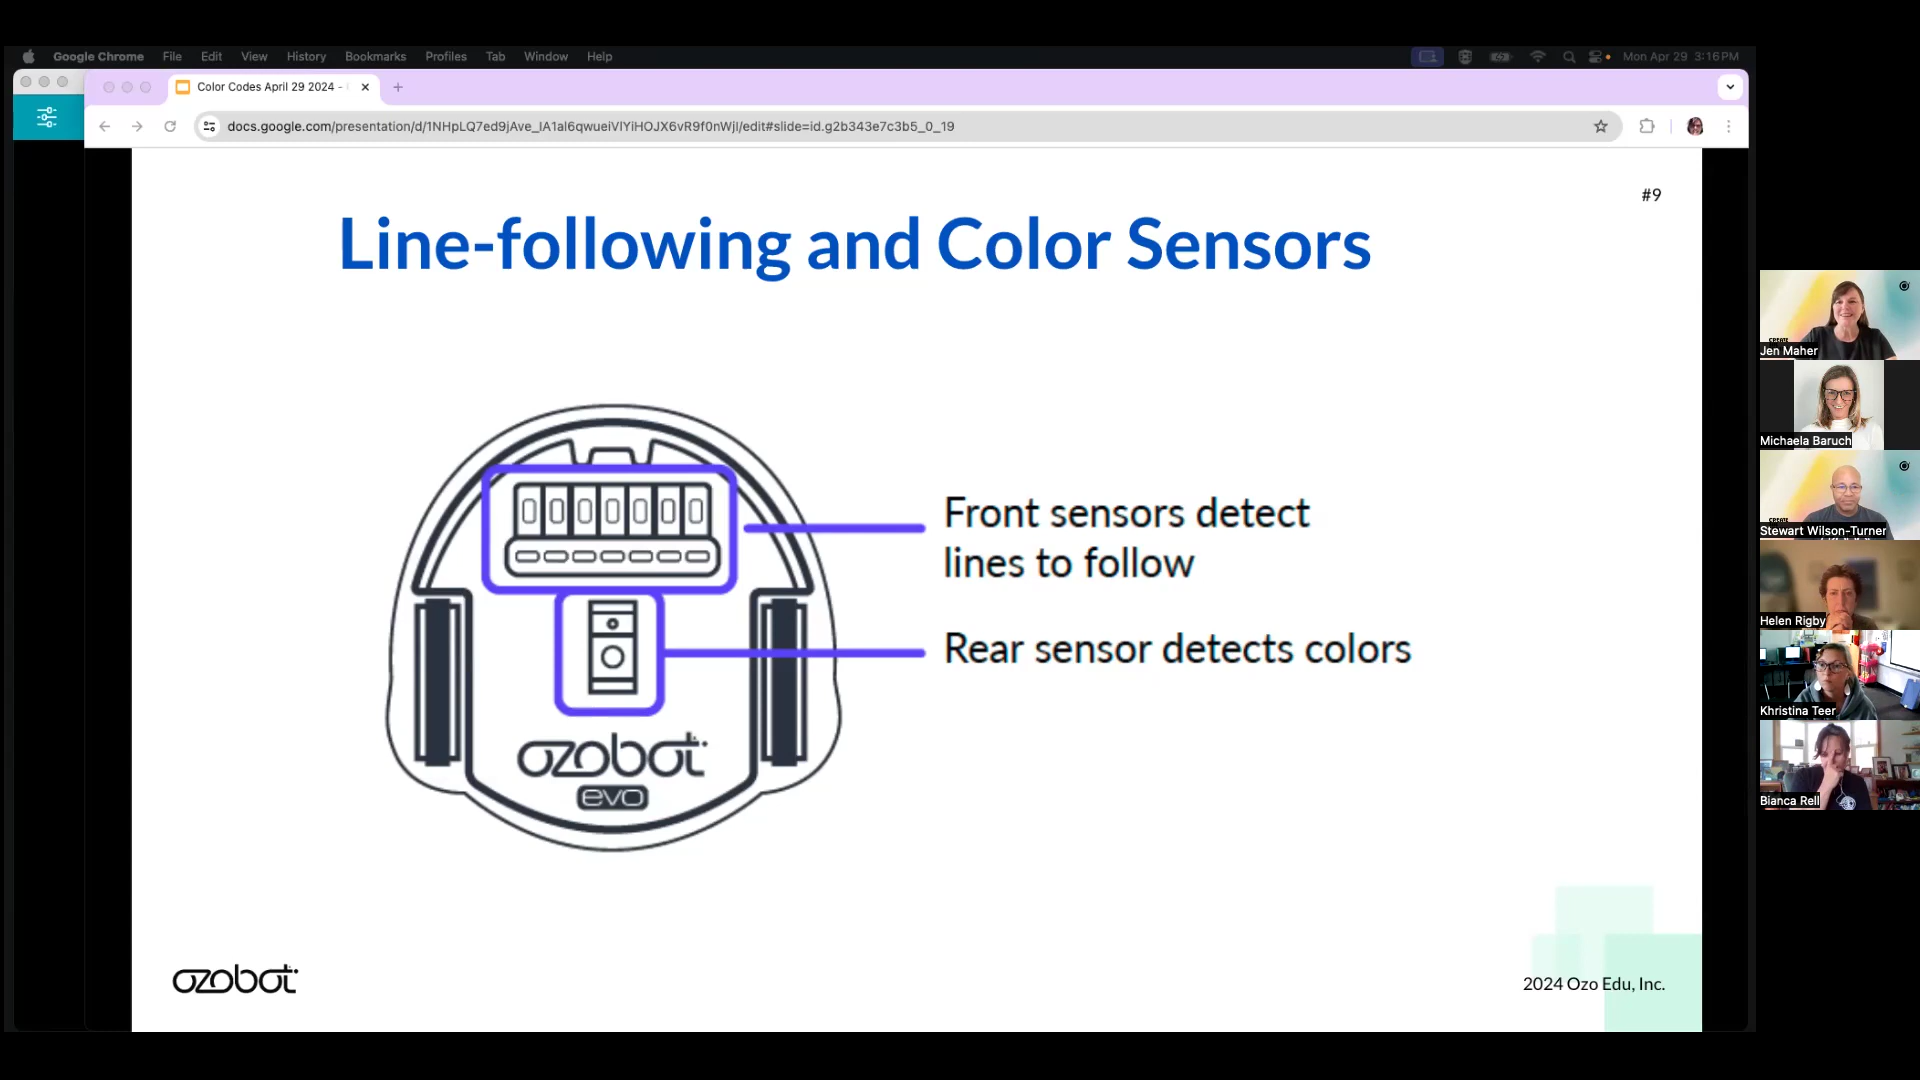 Google Chrome File Edit View History Bookmarks Profiles Tab Window Help Mon Apr 29 3:16PM
Color Codes April 29 2024 -
docs.google.com/presentation/d/1NHpLQ7ed9jAve_IA1al6qwueiVIYiHOJX6vR9f0nWjI/edit#slide=id.g2b343e7c3b5_0_19
#9
Line-following and Color Sensors
Front sensors detect
lines to follow
Rear sensor detects colors
ozobot
evo
ozobot
2024 Ozo Edu, Inc.
Jen Maher
Michaela Baruch
Stewart Wilson-Turner
Helen Rigby
Khristina Teer
Bianca Rell